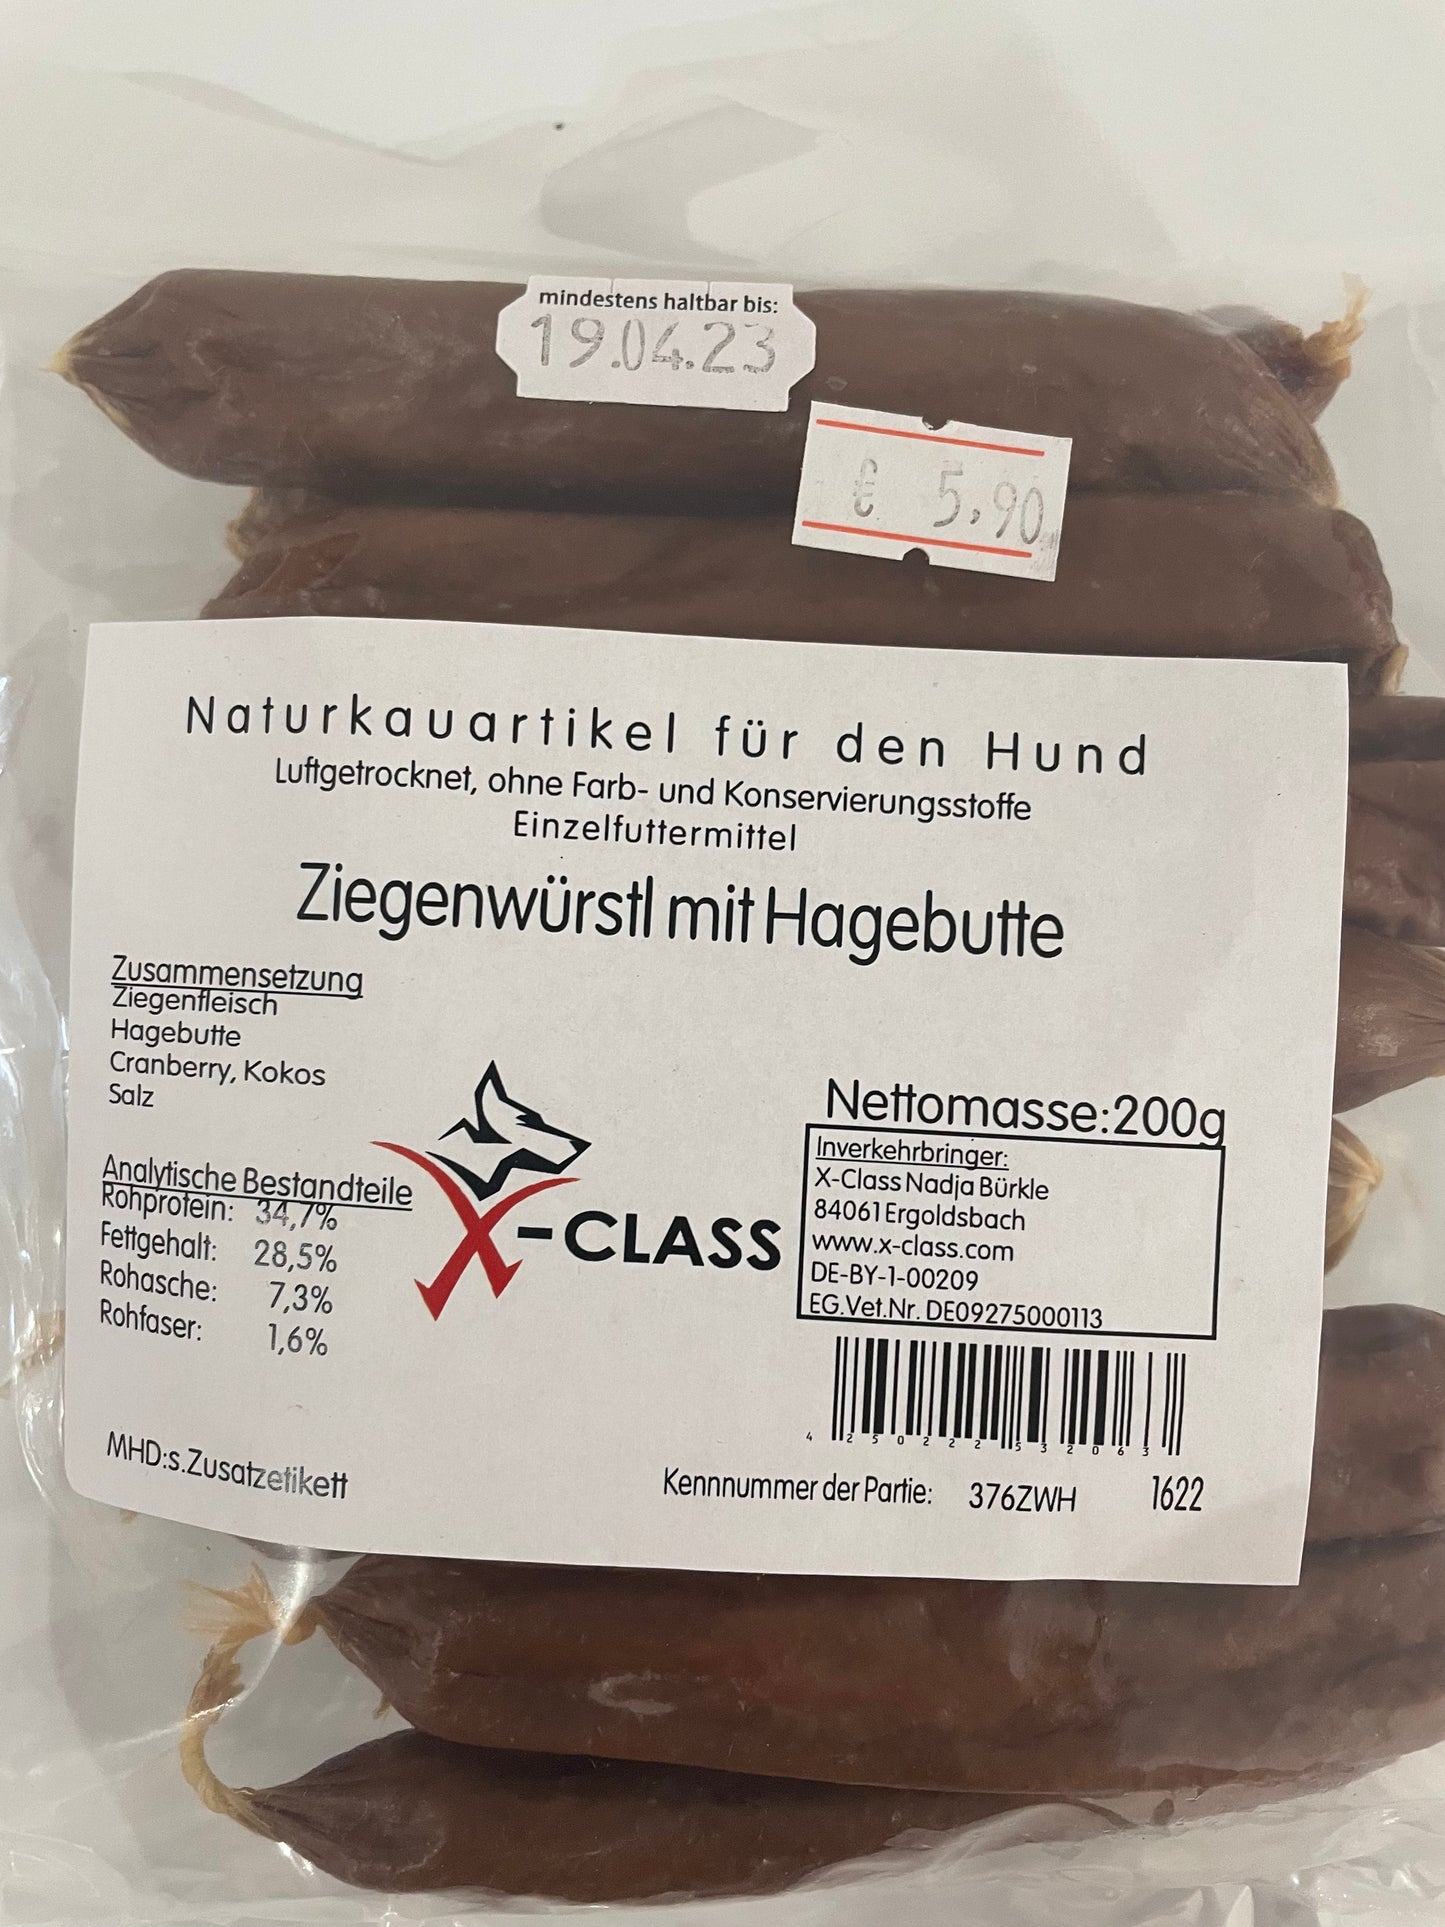 mindestens haltbar bis:
19.04.23
€ 5,90
Naturkauartikel für den Hund
Luftgetrocknet, ohne Farb- und Konservierungsstoffe
Einzelfuttermittel
Ziegenwürstl mit Hagebutte
Zusammensetzung
Ziegenfleisch
Hagebutte
Cranberry, Kokos
Salz
Analytische Bestandteile
Rohprotein: 34,7%
Fettgehalt: 28,5%
Rohasche: 7,3%
Rohfaser: 1,6%
X-CLASS
Nettomasse:200g
Inverkehrbringer:
X-Class Nadja Bürkle
84061 Ergoldsbach
www.x-class.com
DE-BY-1-00209
EG.Vet.Nr. DE09275000113
4 250222 532063
MHD:s.Zusatzetikett
Kennnummer der Partie: 376ZWH 1622